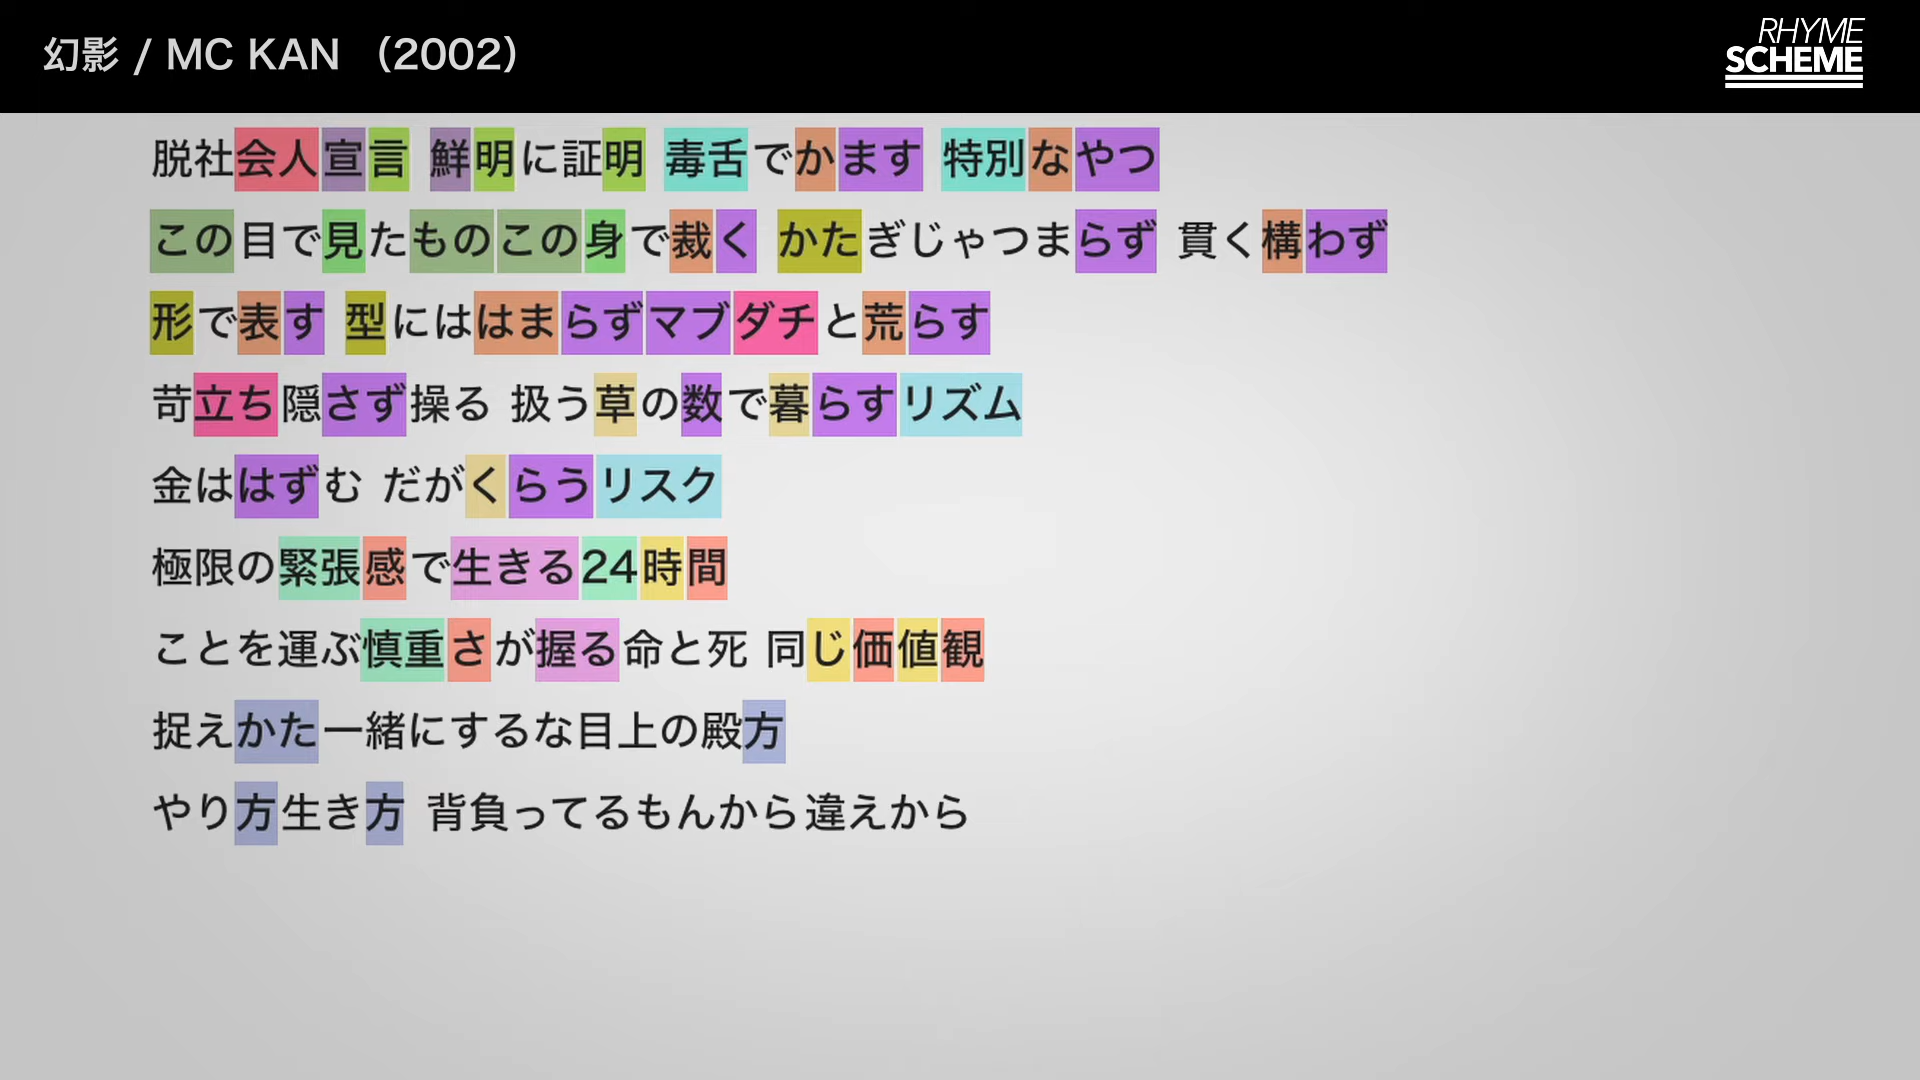 幻影 / MC KAN （2002）
RHYME
SCHEME
脱社会人宣言 鮮明に証明 毒舌でかます 特別なやつ
この目で見たものこの身で裁く かたぎじゃつまらず 貫く構わず
形で表す 型にははまらずマブダチと荒らす
苛立ち隠さず操る 扱う草の数で暮らすリズム
金ははずむ だがくらうリスク
極限の緊張感で生きる24時間
ことを運ぶ慎重さが握る命と死 同じ価値観
捉えかた一緒にするな目上の殿方
やり方生き方 背負ってるもんから違えから